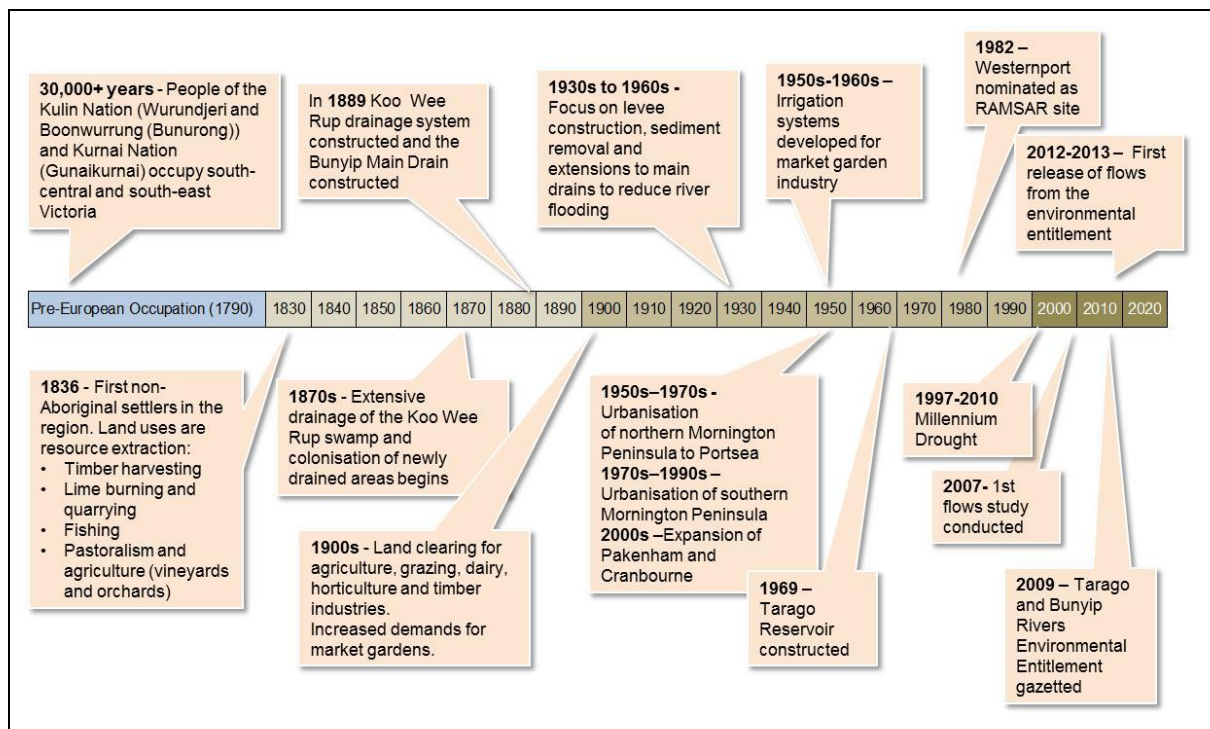 30,000+ years - People of the
Kulin Nation (Wurundjeri and
Boonwurrung (Bunurong))
and Kurnai Nation
(Gunaikurnai) occupy south-
central and south-east
Victoria
In 1889 Koo Wee
Rup drainage system
constructed and the
Bunyip Main Drain
constructed
1930s to 1960s -
Focus on levee
construction, sediment
removal and
extensions to main
drains to reduce river
flooding
1950s-1960s –
Irrigation
systems
developed for
market garden
industry
1982 –
Westernport
nominated as
RAMSAR site
2012-2013 – First
release of flows
from the
environmental
entitlement
Pre-European Occupation (1790) 1830 1840 1850 1860 1870 1880 1890 1900 1910 1920 1930 1940 1950 1960 1970 1980 1990 2000 2010 2020
1836 - First non-
Aboriginal settlers in the
region. Land uses are
resource extraction:
• Timber harvesting
• Lime burning and
quarrying
• Fishing
• Pastoralism and
agriculture (vineyards
and orchards)
1870s - Extensive
drainage of the Koo Wee
Rup swamp and
colonisation of newly
drained areas begins
1900s - Land clearing for
agriculture, grazing, dairy,
horticulture and timber
industries.
Increased demands for
market gardens.
1950s–1970s -
Urbanisation
of northern Mornington
Peninsula to Portsea
1970s–1990s –
Urbanisation of southern
Mornington Peninsula
2000s –Expansion of
Pakenham and
Cranbourne
1969 –
Tarago
Reservoir
constructed
1997-2010
Millennium
Drought
2007- 1st
flows study
conducted
2009 – Tarago
and Bunyip
Rivers
Environmental
Entitlement
gazetted